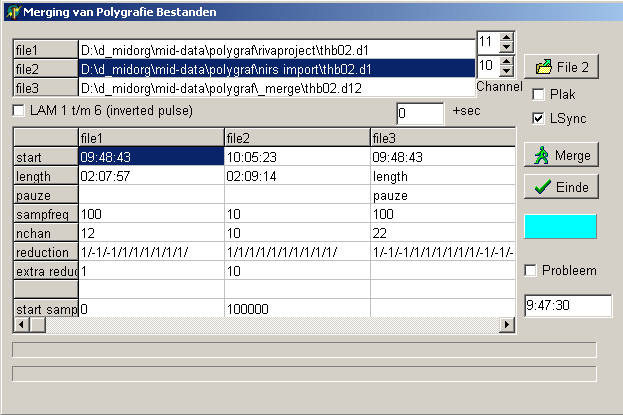 Merging van Polygrafie Bestanden
file1 D:\d_midorg\mid-data\polygraf\rivaproject\thb02.d1 11
file2 D:\d_midorg\mid-data\polygraf\nirs import\thb02.d1 10
file3 D:\d_midorg\mid-data\polygraf\_merge\thb02.d12 Channel
File 2
Plak
LAM 1 t/m 6 (inverted pulse) 0 +sec
LSync
file1 file2 file3
start 09:48:43 10:05:23 09:48:43
Merge
length 02:07:57 02:09:14 length
pauze pauze
Einde
sampfreq 100 10 100
nchan 12 10 22
reduction 1/-1/-1/1/1/1/1/1/1/ 1/1/1/1/1/1/1/1/1/1/ 1/-1/-1/1/1/1/1/1/1/-1/-1/-
extra reduc 1 10
Probleem
start samp 0 100000
9:47:30